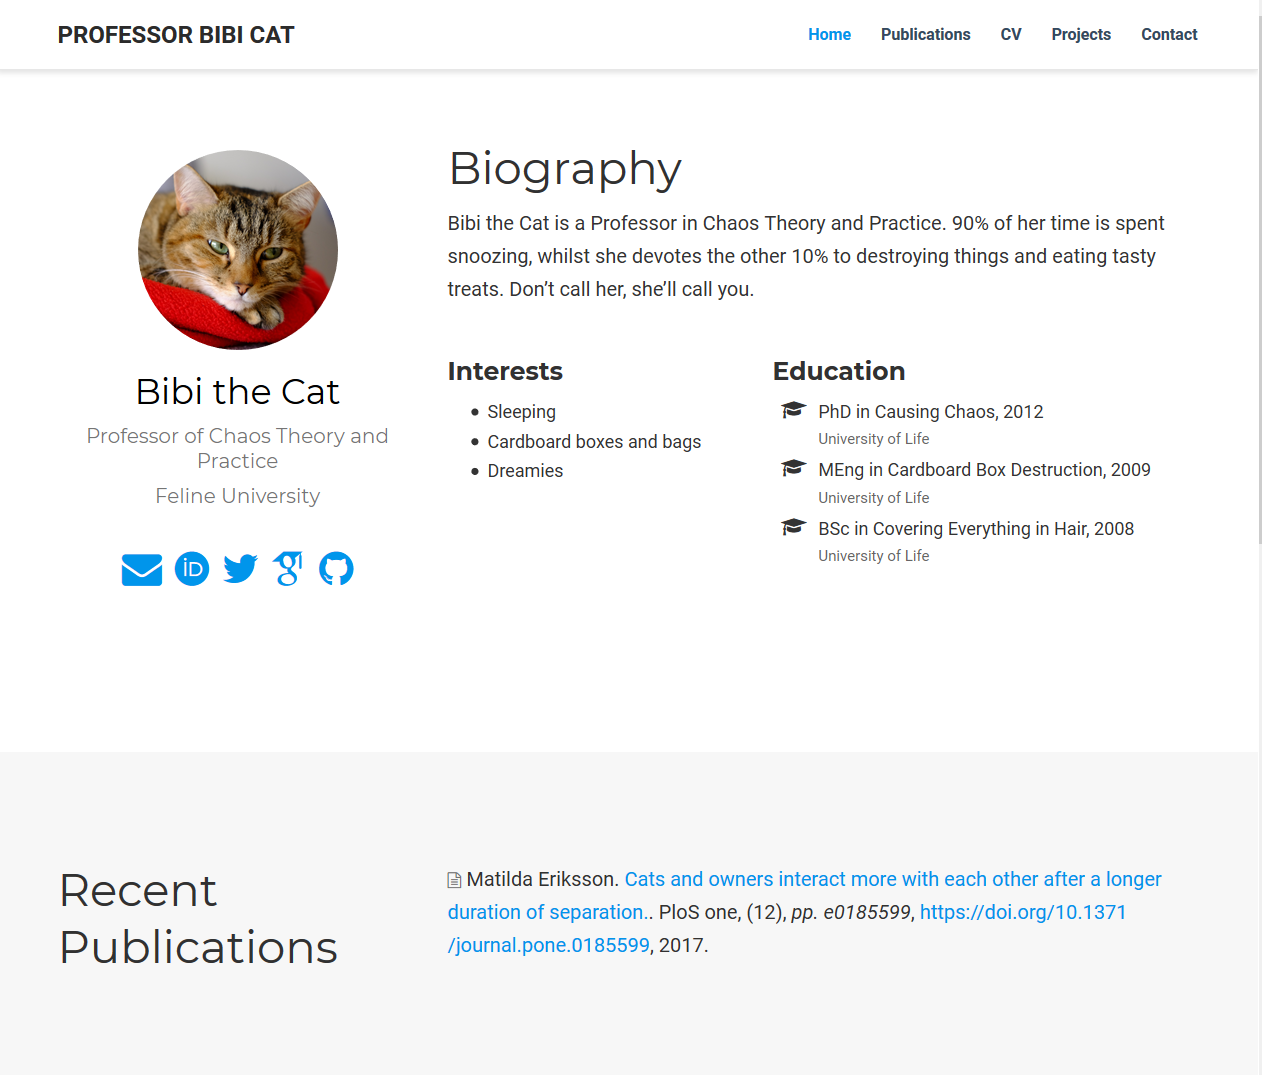 PROFESSOR BIBI CAT
Home Publications CV Projects Contact
Bibi the Cat
Professor of Chaos Theory and
Practice
Feline University
iD
Biography
Bibi the Cat is a Professor in Chaos Theory and Practice. 90% of her time is spent
snoozing, whilst she devotes the other 10% to destroying things and eating tasty
treats. Don’t call her, she’ll call you.
Interests
Sleeping
Cardboard boxes and bags
Dreamies
Education
PhD in Causing Chaos, 2012
University of Life
MEng in Cardboard Box Destruction, 2009
University of Life
BSc in Covering Everything in Hair, 2008
University of Life
Recent
Publications
Matilda Eriksson. Cats and owners interact more with each other after a longer
duration of separation.. PloS one, (12), pp. e0185599, https://doi.org/10.1371
/journal.pone.0185599, 2017.